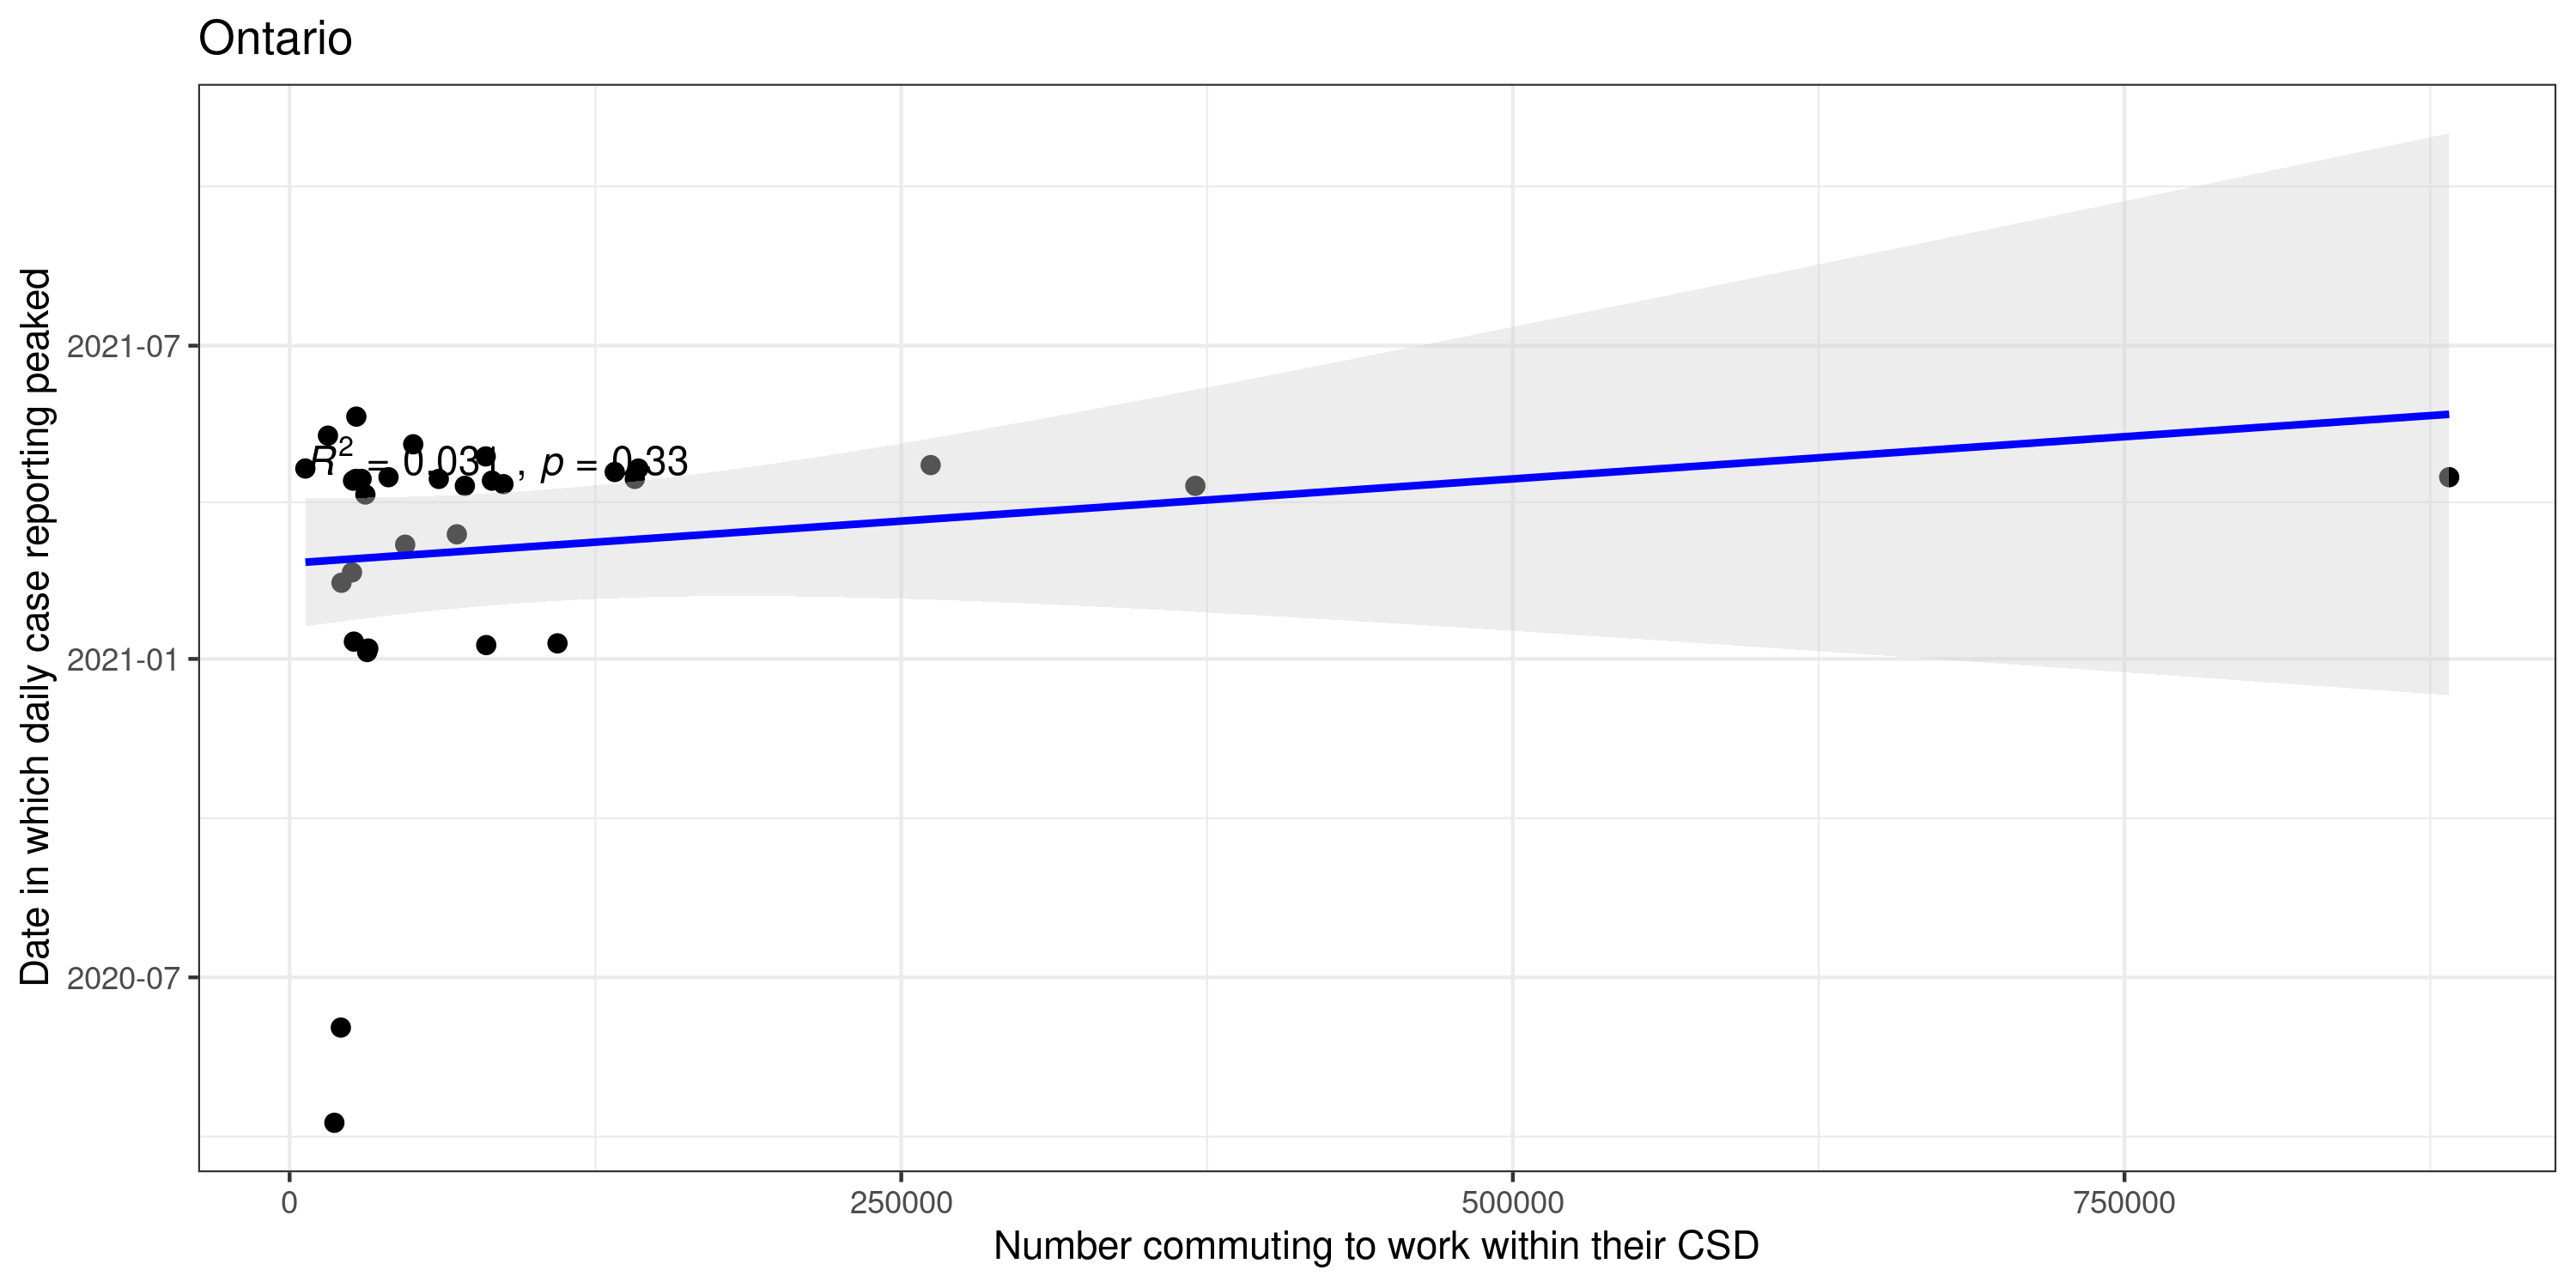 Ontario
Date in which daily case reporting peaked
2021-07
2021-01
2020-07
R² = 0.031 , p = 0.33
0 250000 500000 750000
Number commuting to work within their CSD